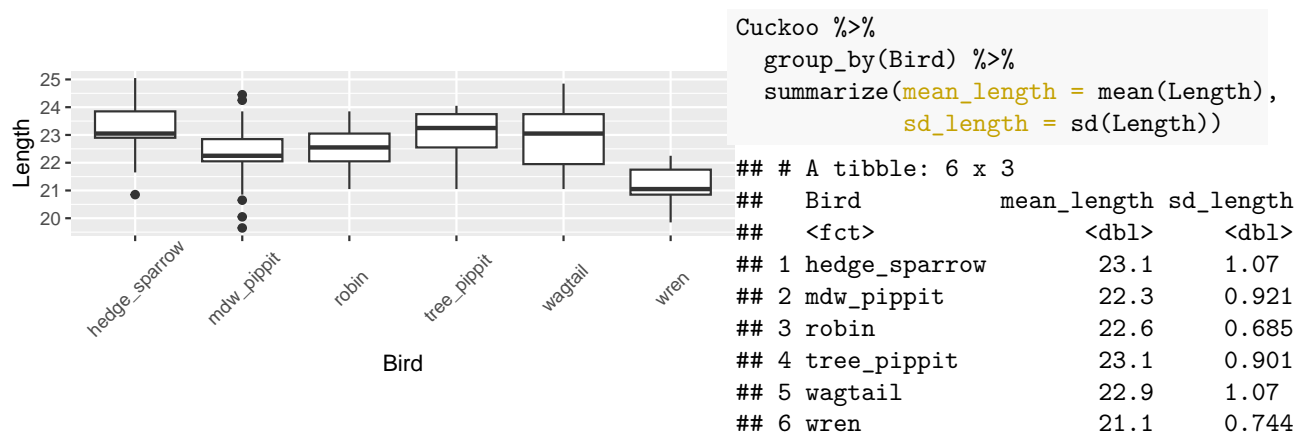 25
24
23
22
21
20
Length
hedge_sparrow
mdw_pippit
robin
tree_pippit
wagtail
wren
Bird
Cuckoo %>%
  group_by(Bird) %>%
  summarize(mean_length = mean(Length),
            sd_length = sd(Length))
## # A tibble: 6 x 3
##   Bird          mean_length sd_length
##   <fct>               <dbl>     <dbl>
## 1 hedge_sparrow        23.1     1.07
## 2 mdw_pippit           22.3     0.921
## 3 robin                22.6     0.685
## 4 tree_pippit          23.1     0.901
## 5 wagtail              22.9     1.07
## 6 wren                 21.1     0.744